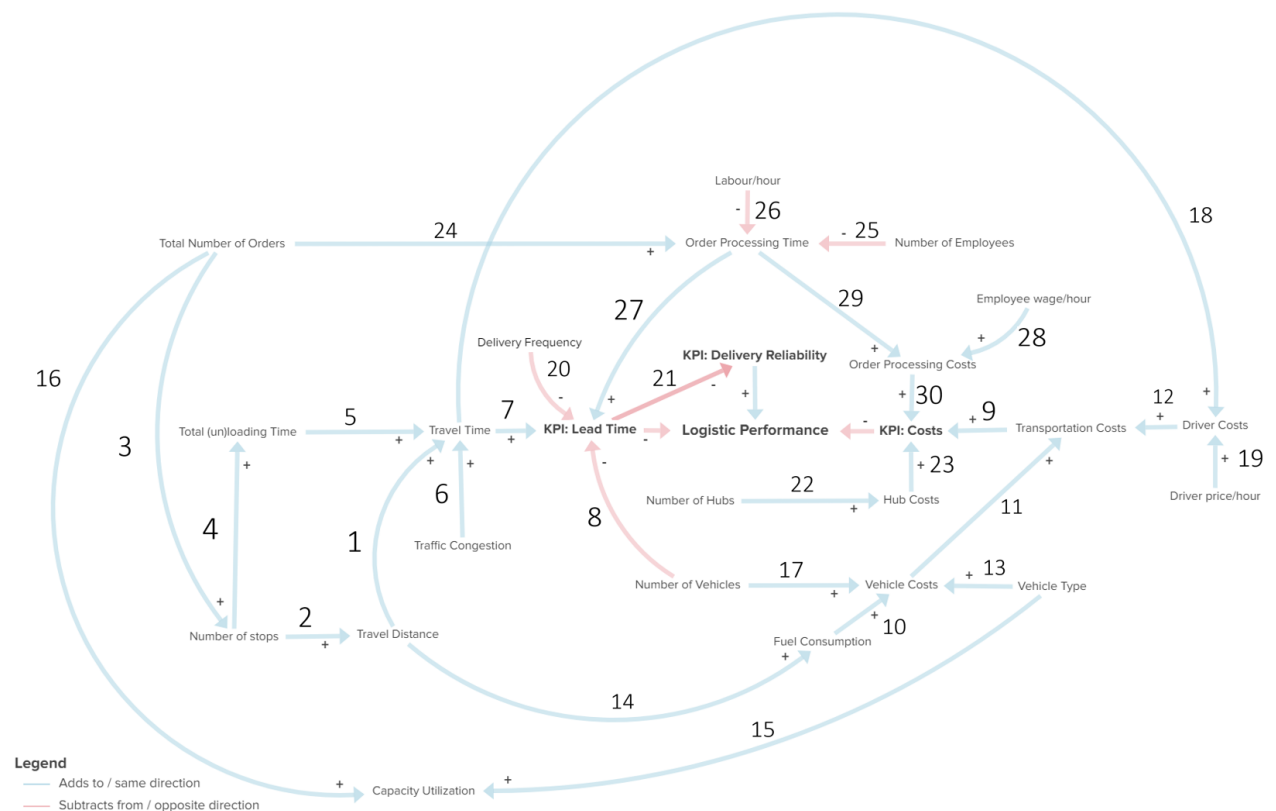 18
Labour/hour
- 26
24
- 25
Total Number of Orders
Order Processing Time
Number of Employees
+
27
29
Employee wage/hour
Delivery Frequency
+
28
KPI: Delivery Reliability
+
Order Processing Costs
16
20
21
-
-
+
+
+ 30
+
3
5
7
9
12
Total (un)loading Time
Travel Time
KPI: Lead Time
Logistic Performance
KPI: Costs
Transportation Costs
Driver Costs
+
+
+
-
-
+
+
+
+
+
-
+ 23
+
+ 19
6
22
Number of Hubs
Hub Costs
Driver price/hour
4
1
8
+
11
Traffic Congestion
17
+ 13
Number of Vehicles
Vehicle Costs
Vehicle Type
+
+
2
+ 10
Number of stops
Travel Distance
Fuel Consumption
+
+
14
15
Legend
Adds to / same direction
Subtracts from / opposite direction
+
+
Capacity Utilization